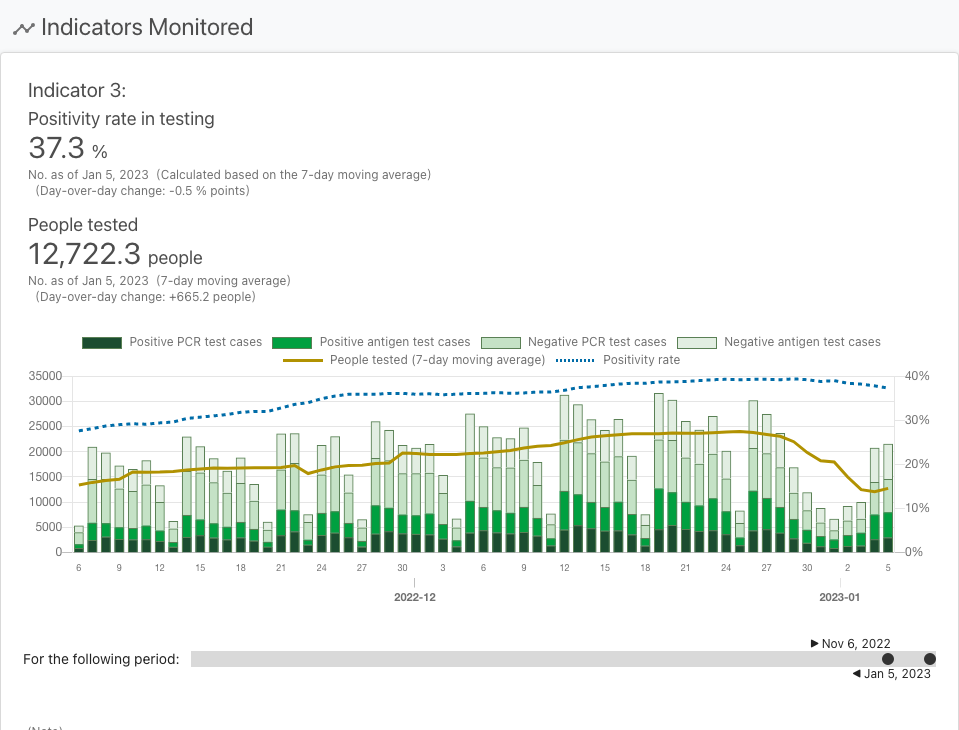 Indicators Monitored
Indicator 3:
Positivity rate in testing
37.3 %
No. as of Jan 5, 2023 (Calculated based on the 7-day moving average)
(Day-over-day change: -0.5 % points)
People tested
12,722.3 people
No. as of Jan 5, 2023 (7-day moving average)
(Day-over-day change: +665.2 people)
Positive PCR test cases Positive antigen test cases Negative PCR test cases Negative antigen test cases
People tested (7-day moving average) Positivity rate
35000 40%
30000
25000 30%
20000
15000 20%
10000
5000 10%
0 0%
6 9 12 15 18 21 24 27 30 3 6 9 12 15 18 21 24 27 30 2 5
2022-12 2023-01
▶ Nov 6, 2022
For the following period:
◀ Jan 5, 2023
(Note)